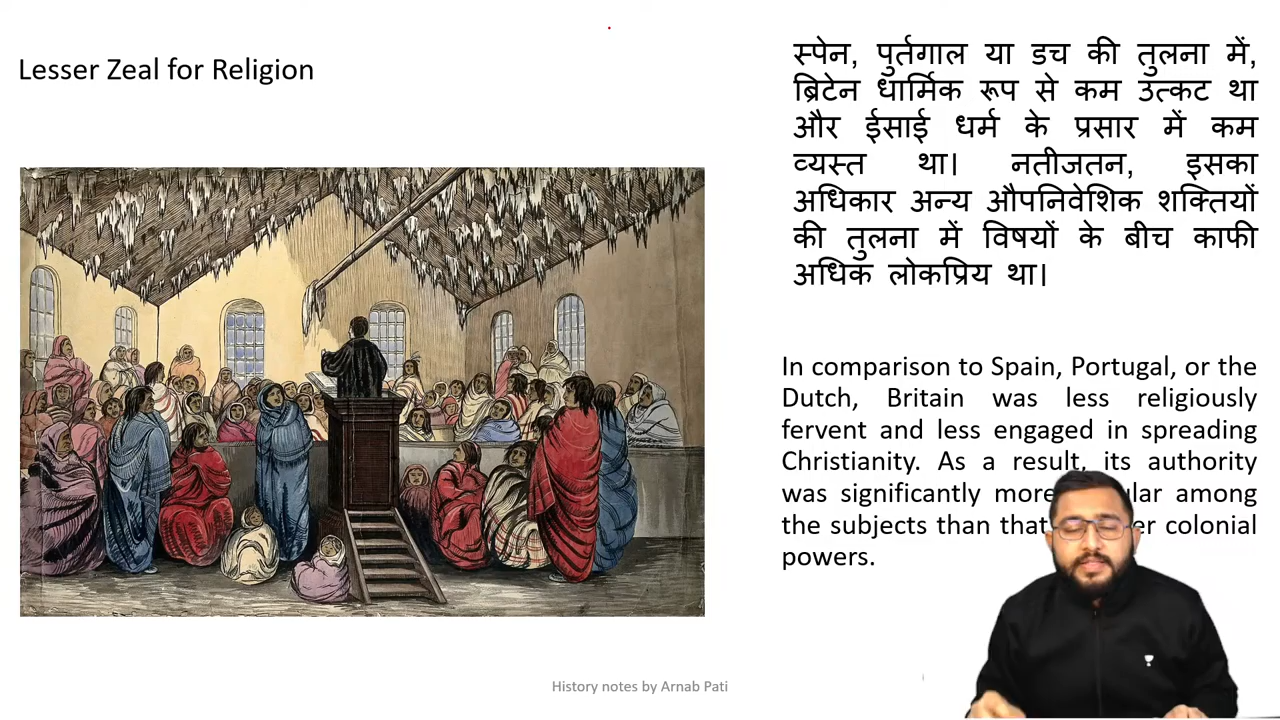 Lesser Zeal for Religion
स्पेन, पुर्तगाल या डच की तुलना में,
ब्रिटेन धार्मिक रूप से कम उत्कट था
और ईसाई धर्म के प्रसार में कम
व्यस्त था। नतीजतन, इसका
अधिकार अन्य औपनिवेशिक शक्तियों
की तुलना में विषयों के बीच काफी
अधिक लोकप्रिय था।
In comparison to Spain, Portugal, or the
Dutch, Britain was less religiously
fervent and less engaged in spreading
Christianity. As a result, its authority
was significantly more among
the subjects than that colonial
powers.
History notes by Arnab Pati